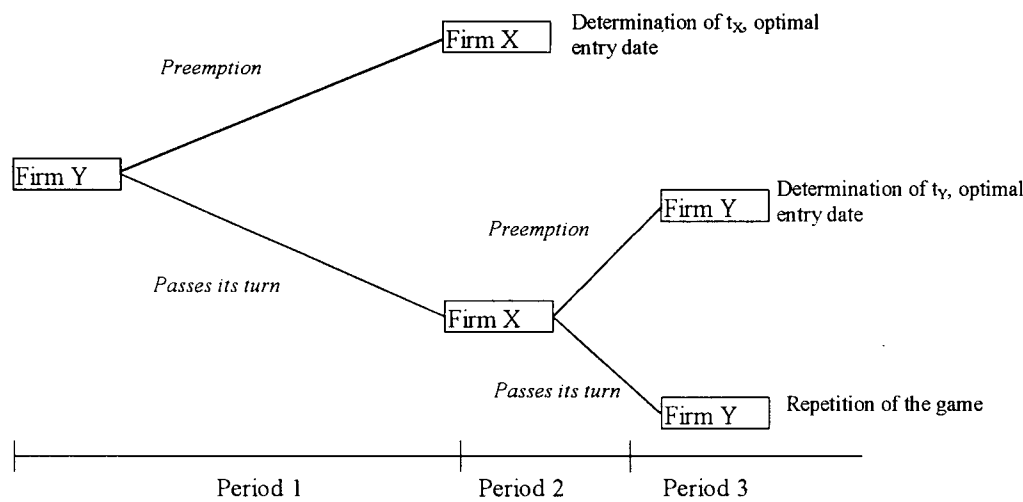 Firm X
Determination of tX, optimal
entry date
Preemption
Firm Y
Firm Y
Determination of tY, optimal
entry date
Preemption
Passes its turn
Firm X
Passes its turn
Firm Y
Repetition of the game
Period 1
Period 2
Period 3